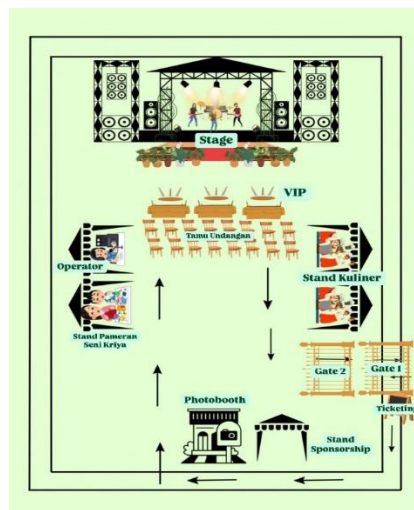 Stage
VIP
Tamu Undangan
Operator
Stand Kuliner
Stand Pameran
Seni Kriya
Gate 2
Gate 1
Ticketing
Photobooth
Stand
Sponsorship